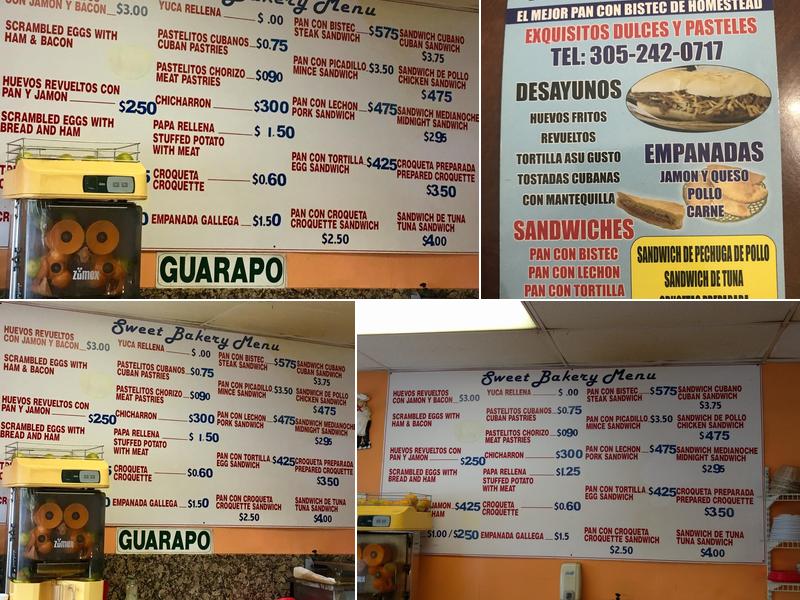 Bakery Menu
CON JAMON Y BACON $3.00
SCRAMBLED EGGS WITH
HAM & BACON
HUEVOS REVUELTOS CON
PAN Y JAMON $250
SCRAMBLED EGGS WITH
BREAD AND HAM
YUCA RELLENA $ .00
PASTELITOS CUBANOS $0.75
CUBAN PASTRIES
PASTELITOS CHORIZO $090
MEAT PASTRIES
CHICHARRON $300
PAPA RELLENA $ 1.50
STUFFED POTATO
WITH MEAT
CROQUETA $0.60
CROQUETTE
EMPANADA GALLEGA $1.50
PAN CON BISTEC $575
STEAK SANDWICH
PAN CON PICADILLO $3.50
MINCE SANDWICH
PAN CON LECHON $475
PORK SANDWICH
PAN CON TORTILLA $425
EGG SANDWICH
PAN CON CROQUETA
CROQUETTE SANDWICH
$2.50
SANDWICH CUBANO
CUBAN SANDWICH
$3.75
SANDWICH DE POLLO
CHICKEN SANDWICH
$475
SANDWICH MEDIANOCHE
MIDNIGHT SANDWICH
$295
CROQUETA PREPARADA
PREPARED CROQUETTE
$350
SANDWICH DE TUNA
TUNA SANDWICH
$4.00
zumex
GUARAPO
EL MEJOR PAN CON BISTEC DE HOMESTEAD
EXQUISITOS DULCES Y PASTELES
TEL: 305-242-0717
DESAYUNOS
HUEVOS FRITOS
REVUELTOS
TORTILLA ASU GUSTO
TOSTADAS CUBANAS
CON MANTEQUILLA
EMPANADAS
JAMON Y QUESO
POLLO
CARNE
SANDWICHES
PAN CON BISTEC
PAN CON LECHON
PAN CON TORTILLA
SANDWICH DE PECHUGA DE POLLO
SANDWICH DE TUNA
Sweet Bakery Menu
HUEVOS REVUELTOS
CON JAMON Y BACON $3.00
SCRAMBLED EGGS WITH
HAM & BACON
HUEVOS REVUELTOS CON
PAN Y JAMON $250
SCRAMBLED EGGS WITH
BREAD AND HAM
YUCA RELLENA $ .00
PASTELITOS CUBANOS $0.75
CUBAN PASTRIES
PASTELITOS CHORIZO $090
MEAT PASTRIES
CHICHARRON $300
PAPA RELLENA $ 1.50
STUFFED POTATO
WITH MEAT
CROQUETA $0.60
CROQUETTE
EMPANADA GALLEGA $1.50
PAN CON BISTEC $575
STEAK SANDWICH
PAN CON PICADILLO $3.50
MINCE SANDWICH
PAN CON LECHON $475
PORK SANDWICH
PAN CON TORTILLA $425
EGG SANDWICH
PAN CON CROQUETA
CROQUETTE SANDWICH
$2.50
SANDWICH CUBANO
CUBAN SANDWICH
$3.75
SANDWICH DE POLLO
CHICKEN SANDWICH
$475
SANDWICH MEDIANOCHE
MIDNIGHT SANDWICH
$295
CROQUETA PREPARADA
PREPARED CROQUETTE
$350
SANDWICH DE TUNA
TUNA SANDWICH
$4.00
zumex
GUARAPO
Sweet Bakery Menu
HUEVOS REVUELTOS
CON JAMON Y BACON $3.00
SCRAMBLED EGGS WITH
HAM & BACON
HUEVOS REVUELTOS CON
PAN Y JAMON $250
SCRAMBLED EGGS WITH
BREAD AND HAM
JAMON $425
HAM
$1.00 / $250
YUCA RELLENA $ .00
PASTELITOS CUBANOS $0.75
CUBAN PASTRIES
PASTELITOS CHORIZO $090
MEAT PASTRIES
CHICHARRON $300
PAPA RELLENA $1.25
STUFFED POTATO
WITH MEAT
CROQUETA $0.60
CROQUETTE
EMPANADA GALLEGA $1.5
PAN CON BISTEC $575
STEAK SANDWICH
PAN CON PICADILLO $3.50
MINCE SANDWICH
PAN CON LECHON $475
PORK SANDWICH
PAN CON TORTILLA $425
EGG SANDWICH
PAN CON CROQUETA
CROQUETTE SANDWICH
$2.50
SANDWICH CUBANO
CUBAN SANDWICH
$3.75
SANDWICH DE POLLO
CHICKEN SANDWICH
$475
SANDWICH MEDIANOCHE
MIDNIGHT SANDWICH
$295
CROQUETA PREPARADA
PREPARED CROQUETTE
$350
SANDWICH DE TUNA
TUNA SANDWICH
$4.00